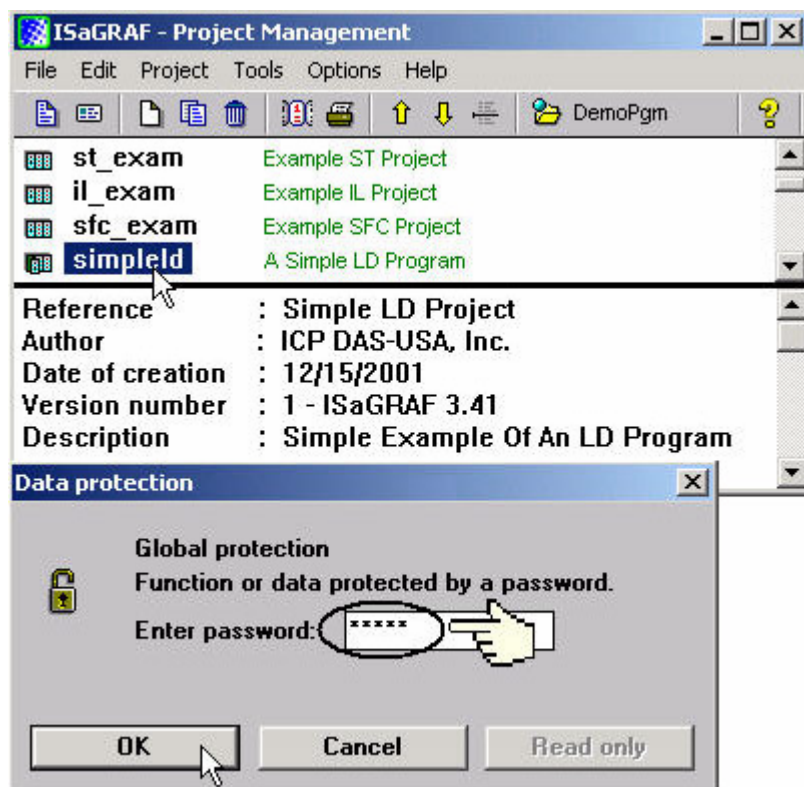 ISaGRAF - Project Management
File Edit Project Tools Options Help
DemoPgm
st_exam Example ST Project
il_exam Example IL Project
sfc_exam Example SFC Project
simpleld A Simple LD Program
Reference : Simple LD Project
Author : ICP DAS-USA, Inc.
Date of creation : 12/15/2001
Version number : 1 - ISaGRAF 3.41
Description : Simple Example Of An LD Program
Data protection
Global protection
Function or data protected by a password.
Enter password: *****
OK Cancel Read only